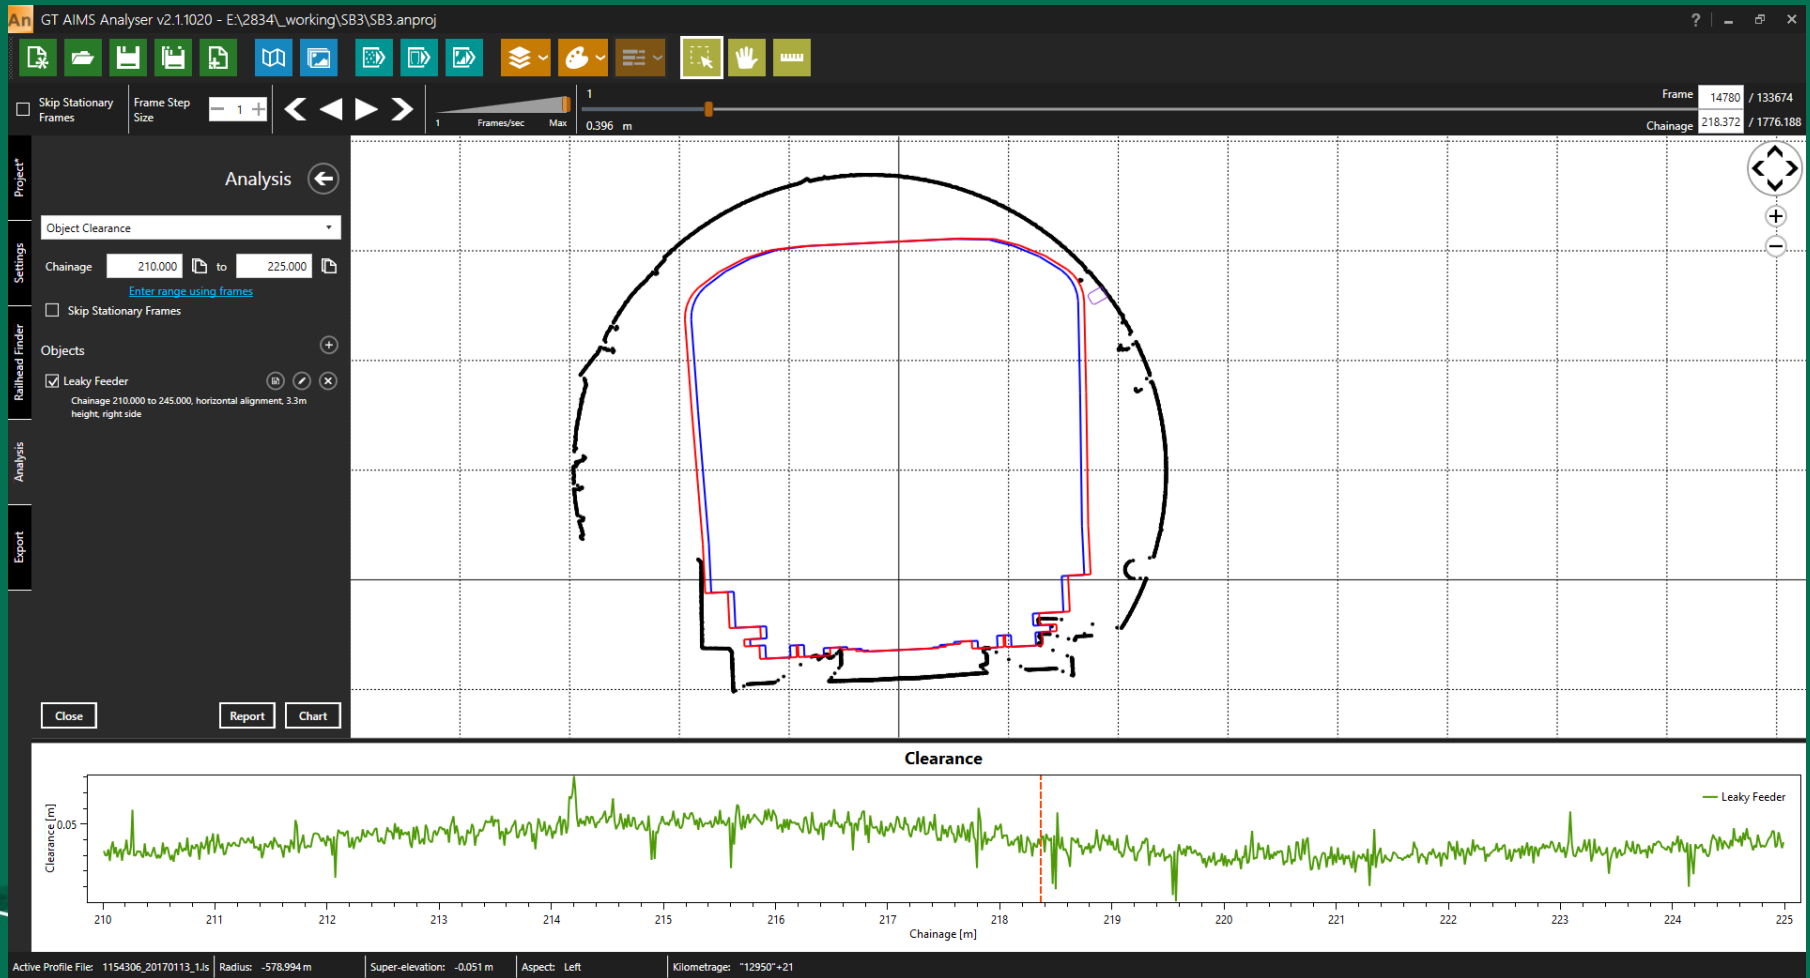 An GT AIMS Analyser v2.1.1020 - E:\2834\_working\SB3\SB3.anproj ?
Skip Stationary Frames
Frame Step Size
1
1 Frames/sec Max
1
0.396 m
Frame 14780 / 133674
Chainage 218.372 / 1776.188
Project*
Settings
Railhead Finder
Analysis
Export
Analysis
Object Clearance
Chainage 210.000 to 225.000
Enter range using frames
Skip Stationary Frames
Objects
Leaky Feeder
Chainage 210.000 to 245.000, horizontal alignment, 3.3m
height, right side
Close Report Chart
Clearance
Clearance [m]
0.05
Leaky Feeder
210 211 212 213 214 215 216 217 218 219 220 221 222 223 224 225
Chainage [m]
Active Profile File: 1154306_20170113_1.ls Radius: -578.994 m Super-elevation: -0.051 m Aspect: Left Kilometrage: "12950"+21